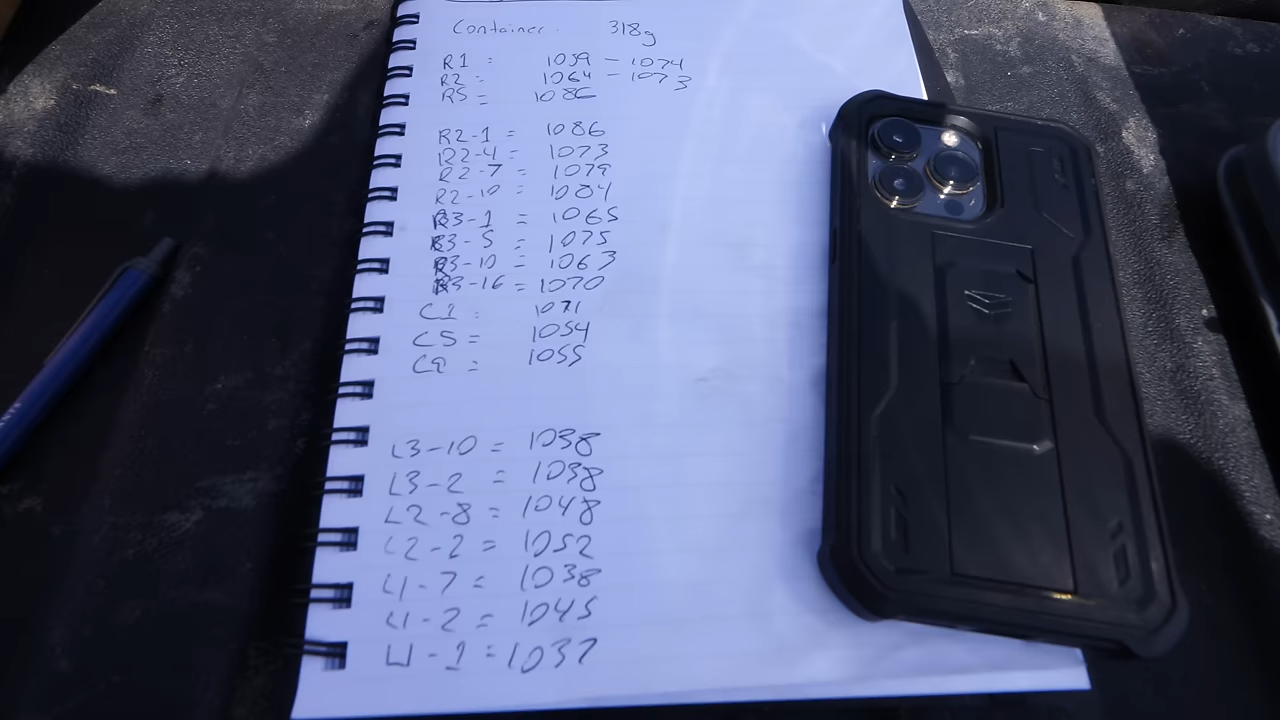 Container. 318g
R1 = 1059 - 1074
R2 = 1064 - 1073
R5 = 1086
R2-1 = 1086
R2-4 = 1073
R2-7 = 1079
R2-10 = 1084
R3-1 = 1065
R3-5 = 1075
R3-10 = 1063
R3-16 = 1070
C1 = 1071
C5 = 1054
C9 = 1055
L3-10 = 1038
L3-2 = 1038
L2-8 = 1048
L2-2 = 1052
L1-7 = 1038
L1-2 = 1045
L1-1 = 1037